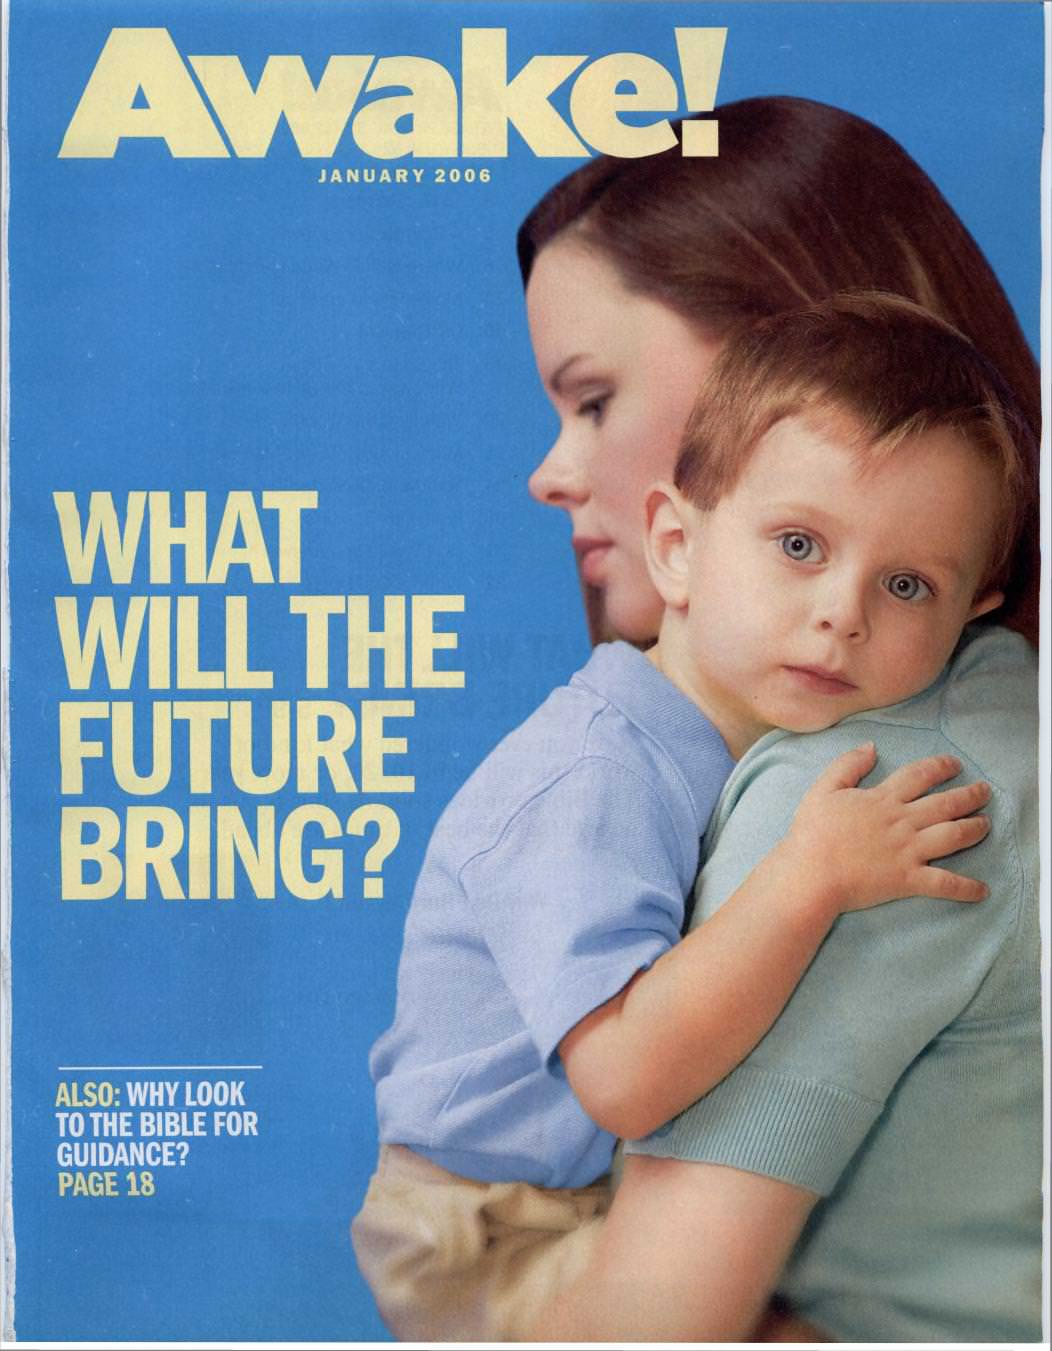 Awake!
JANUARY 2006
WHAT
WILL THE
FUTURE
BRING?
ALSO: WHY LOOK
TO THE BIBLE FOR
GUIDANCE?
PAGE 18